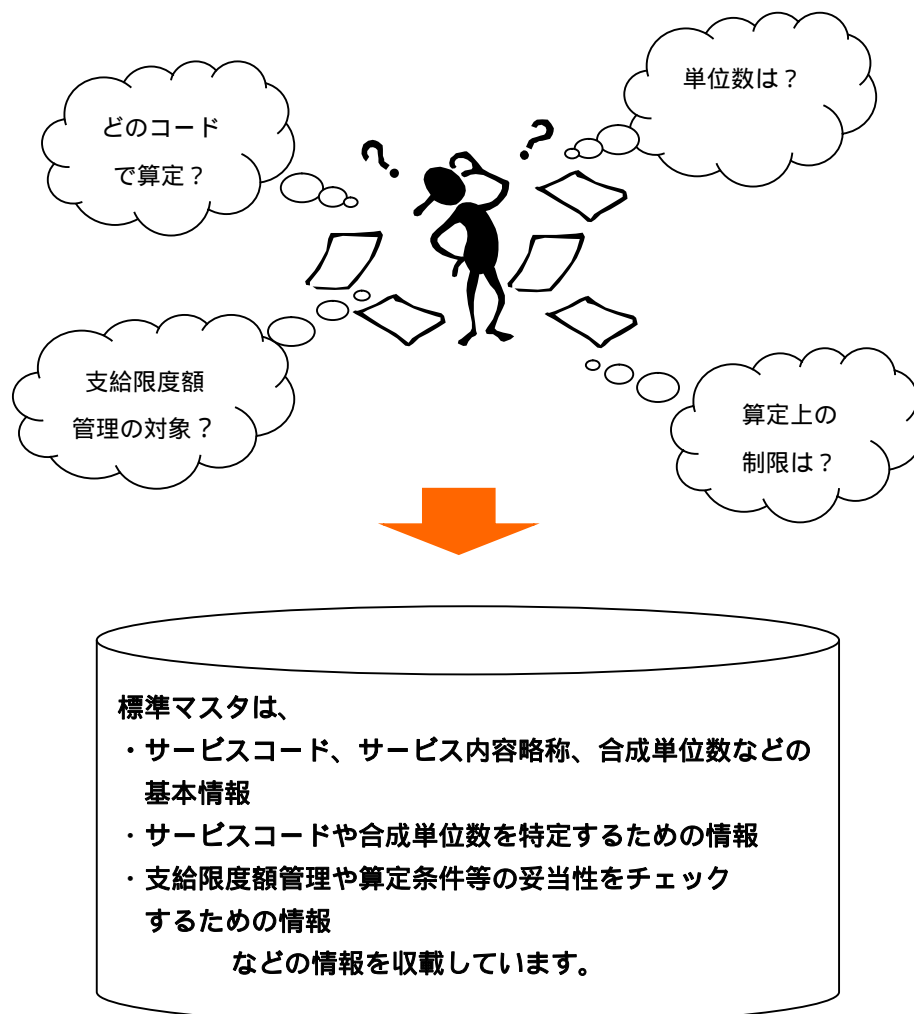 どのコード
で算定？
単位数は？
支給限度額
管理の対象？
算定上の
制限は？
標準マスタは、
・サービスコード、サービス内容略称、合成単位数などの
基本情報
・サービスコードや合成単位数を特定するための情報
・支給限度額管理や算定条件等の妥当性をチェック
するための情報
などの情報を収載しています。